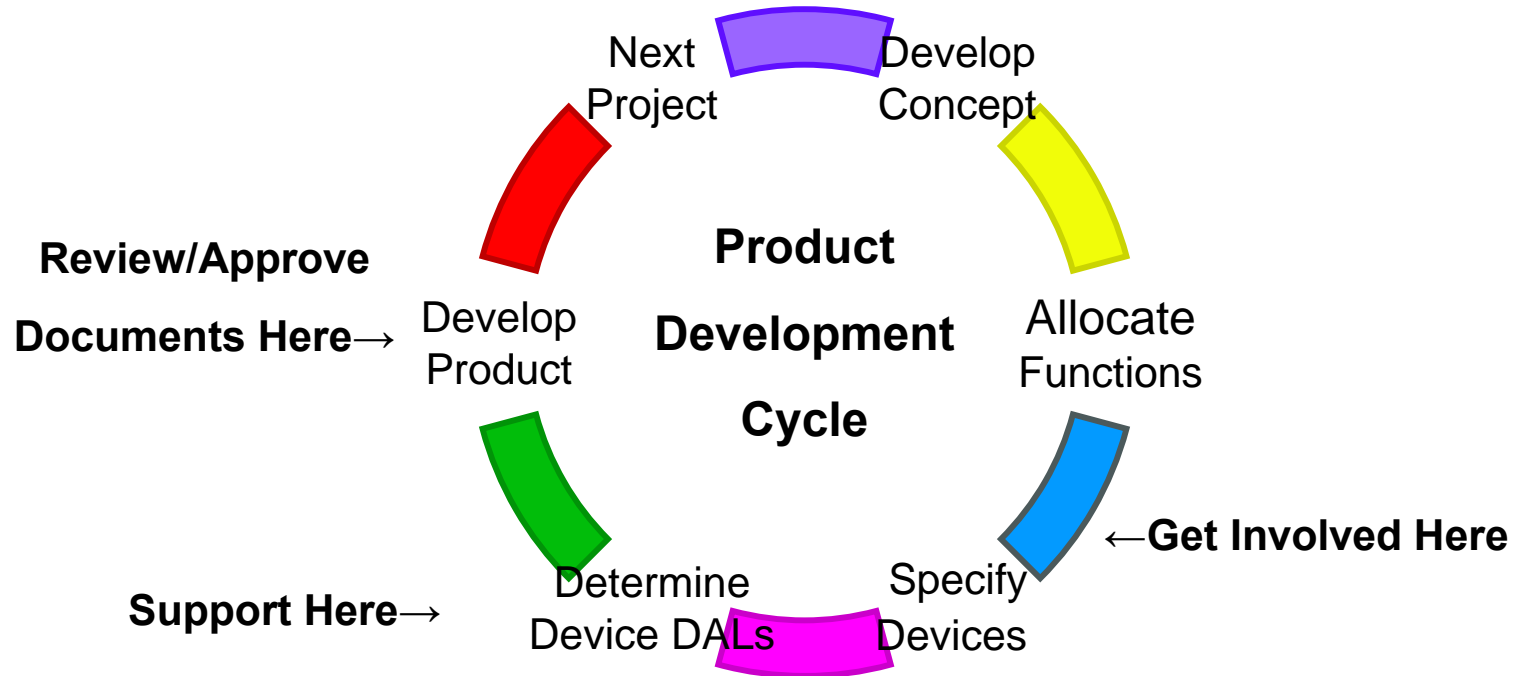 Next
Project
Develop
Concept
Review/Approve
Documents Here→
Develop
Product
Product
Development
Cycle
Allocate
Functions
←Get Involved Here
Support Here→
Determine
Device DALs
Specify
Devices